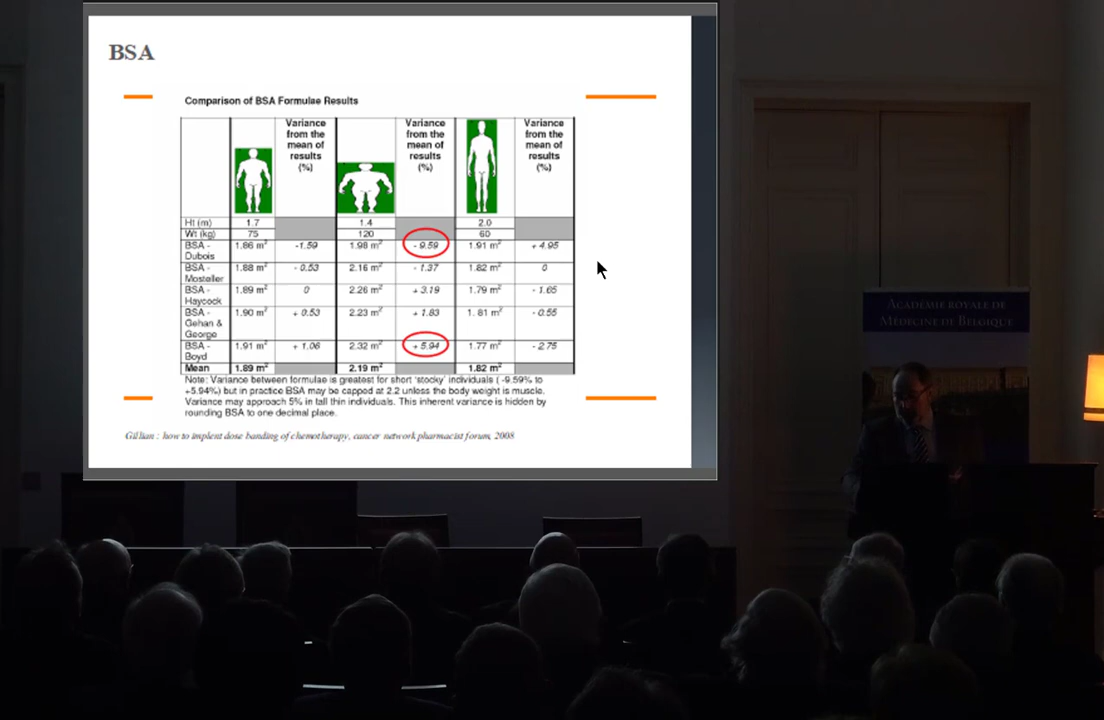 BSA
Comparison of BSA Formulae Results
Variance from the mean of results (%) Variance from the mean of results (%) Variance from the mean of results (%)
Ht (m) 1.7 1.4 2.0
Wt (kg) 75 120 60
BSA - Dubois 1.86 m² -1.59 1.98 m² - 9.59 1.91 m² + 4.95
BSA - Mosteller 1.88 m² - 0.53 2.16 m² - 1.37 1.82 m² 0
BSA - Haycock 1.89 m² 0 2.26 m² + 3.19 1.79 m² - 1.65
BSA - Gehan & George 1.90 m² + 0.53 2.23 m² + 1.83 1. 81 m² - 0.55
BSA - Boyd 1.91 m² + 1.06 2.32 m² + 5.94 1.77 m² - 2.75
Mean 1.89 m² 2.19 m² 1.82 m²
Note: Variance between formulae is greatest for short 'stocky' individuals ( -9.59% to
+5.94%) but in practice BSA may be capped at 2.2 unless the body weight is muscle.
Variance may approach 5% in tall thin individuals. This inherent variance is hidden by
rounding BSA to one decimal place.
Gillian : how to implent dose banding of chemotherapy, cancer network pharmacist forum, 2008
ACADÉMIE ROYALE DE
MÉDECINE DE BELGIQUE